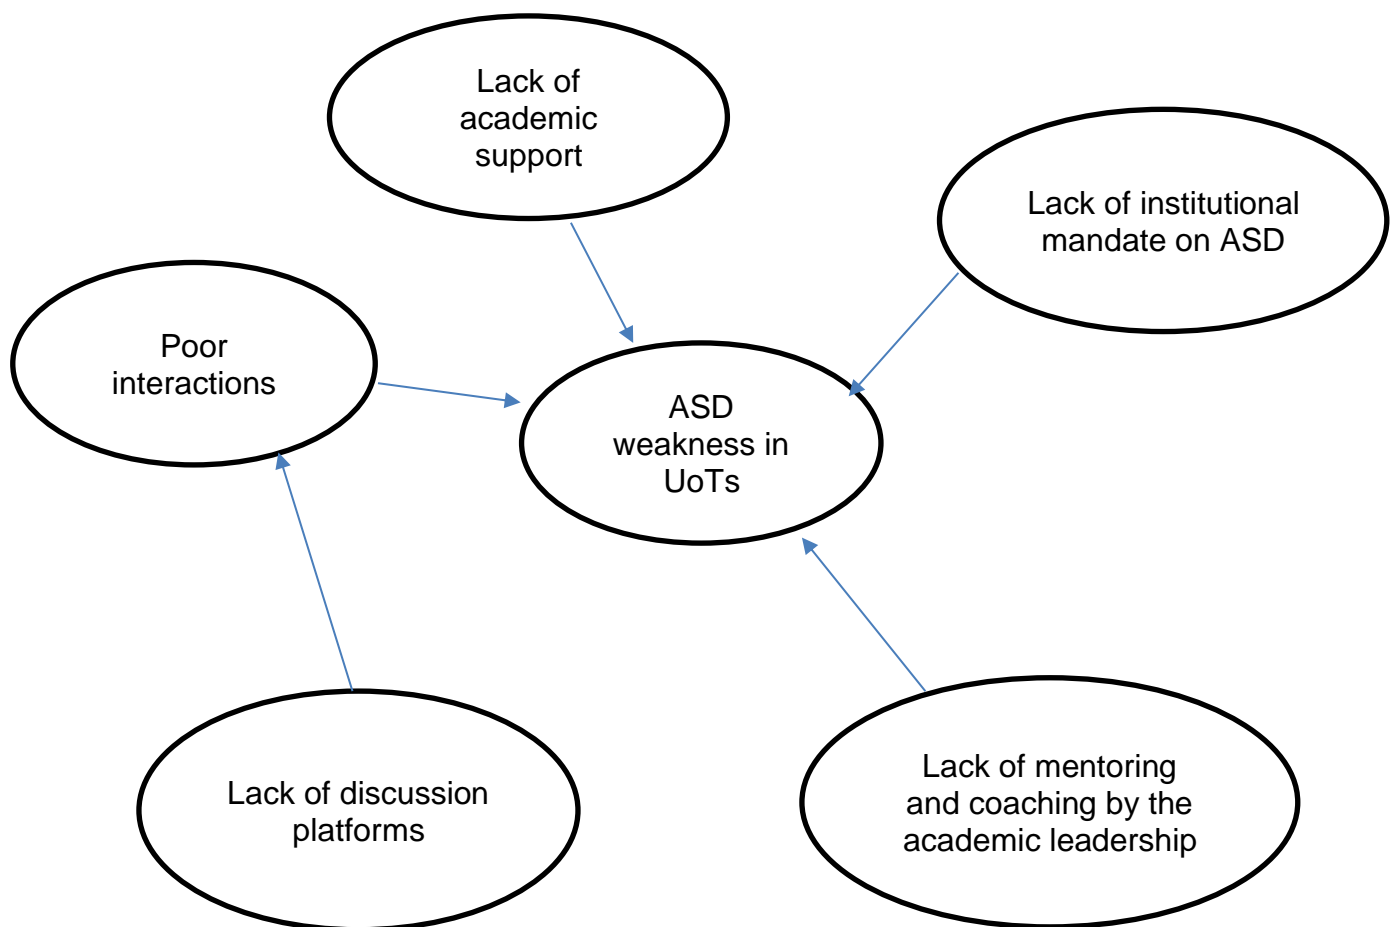 Lack of
academic
support
Lack of institutional
mandate on ASD
Poor
interactions
ASD
weakness in
UoTs
Lack of discussion
platforms
Lack of mentoring
and coaching by the
academic leadership